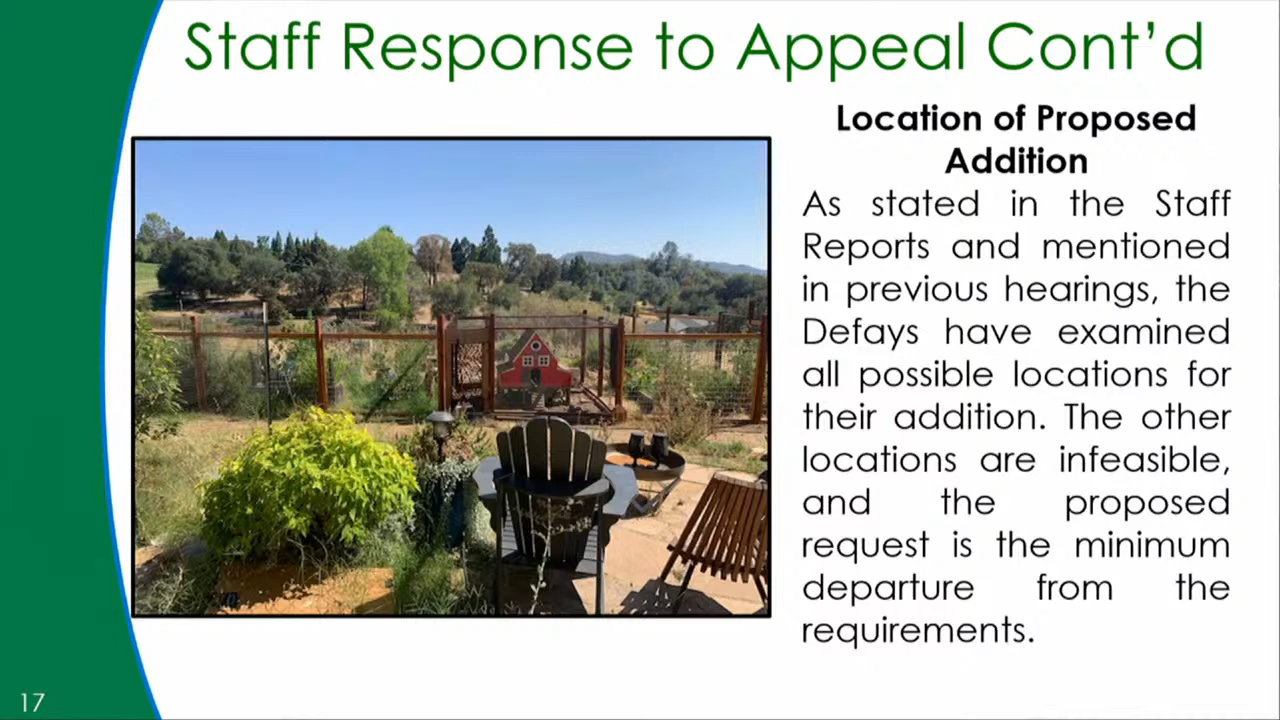 Staff Response to Appeal Cont’d
Location of Proposed
Addition
As stated in the Staff
Reports and mentioned
in previous hearings, the
Defays have examined
all possible locations for
their addition. The other
locations are infeasible,
and the proposed
request is the minimum
departure from the
requirements.
17